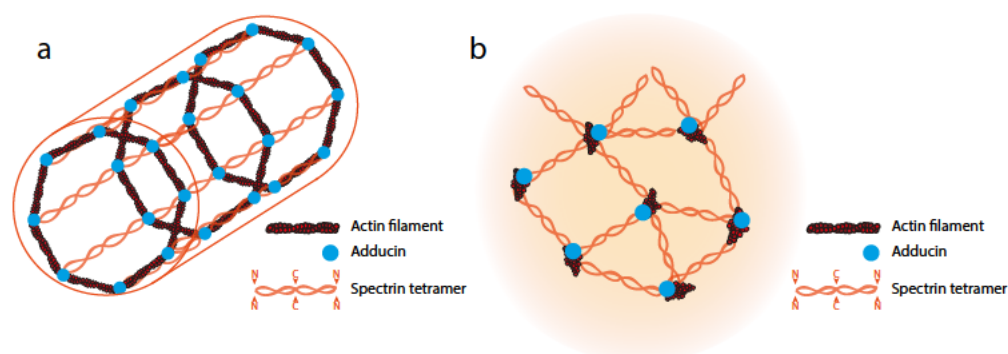 a
Actin filament
Adducin
N C N
Spectrin tetramer
N C N
b
Actin filament
Adducin
N C N
Spectrin tetramer
N C N